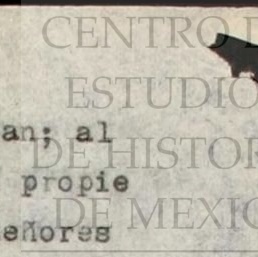 CENTRO D
ESTUDIO
an; al
DE HISTOR
propie
DE MEXIC
eñores